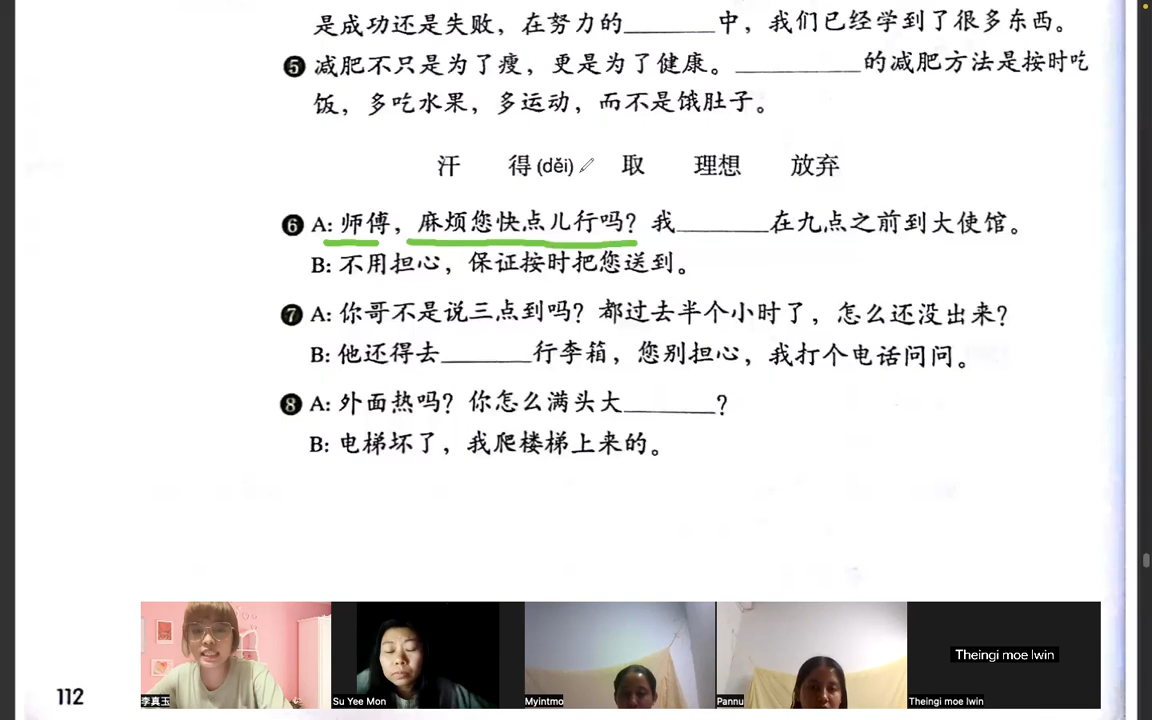 是成功还是失败，在努力的_______中，我们已经学到了很多东西。
❺ 减肥不只是为了瘦，更是为了健康。_________的减肥方法是按时吃
饭，多吃水果，多运动，而不是饿肚子。
汗 得(děi) 取 理想 放弃
❻ A: 师傅，麻烦您快点儿行吗？我_______在九点之前到大使馆。
B: 不用担心，保证按时把您送到。
❼ A: 你哥不是说三点到吗？都过去半个小时了，怎么还没出来？
B: 他还得去_______行李箱，您别担心，我打个电话问问。
❽ A: 外面热吗？你怎么满头大_______？
B: 电梯坏了，我爬楼梯上来的。
Theingi moe lwin
112
李真玉 Su Yee Mon Myintmo Pannu Theingi moe lwin